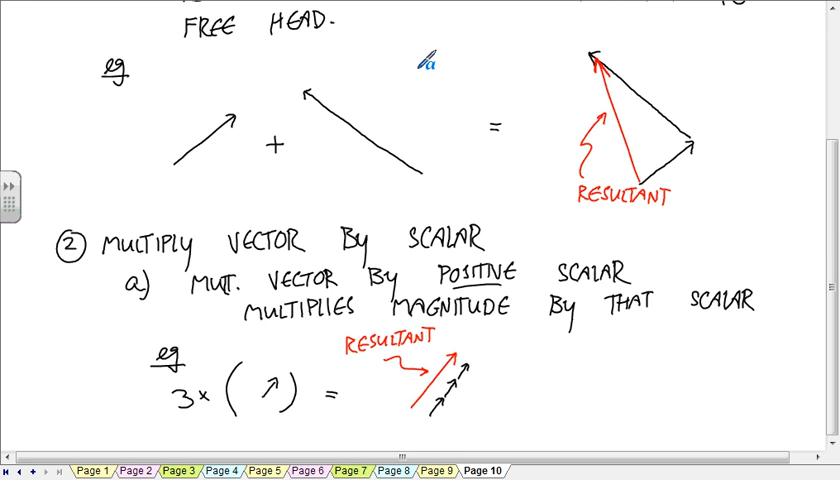 FREE HEAD.
eg
a
+
=
RESULTANT
② MULTIPLY VECTOR By SCALAR
a) MULT. VECTOR By POSITIVE SCALAR
MULTIPLIES MAGNITUDE By THAT SCALAR
RESULTANT
eg
3× ( ) =
Page 1 Page 2 Page 3 Page 4 Page 5 Page 6 Page 7 Page 8 Page 9 Page 10